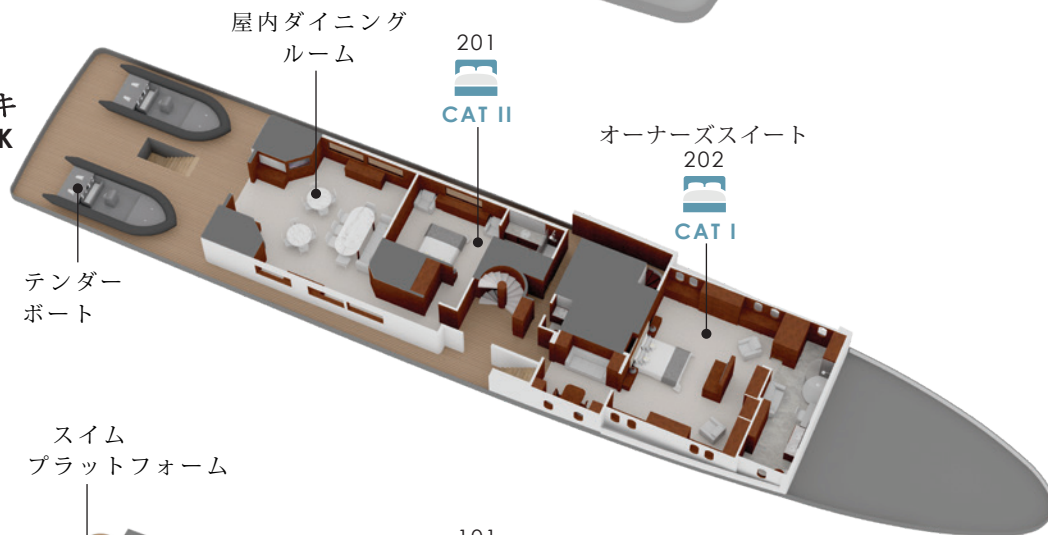 屋内ダイニング
ルーム
201
CAT II
キ
K
オーナーズスイート
202
CAT I
テンダー
ボート
スイム
プラットフォーム